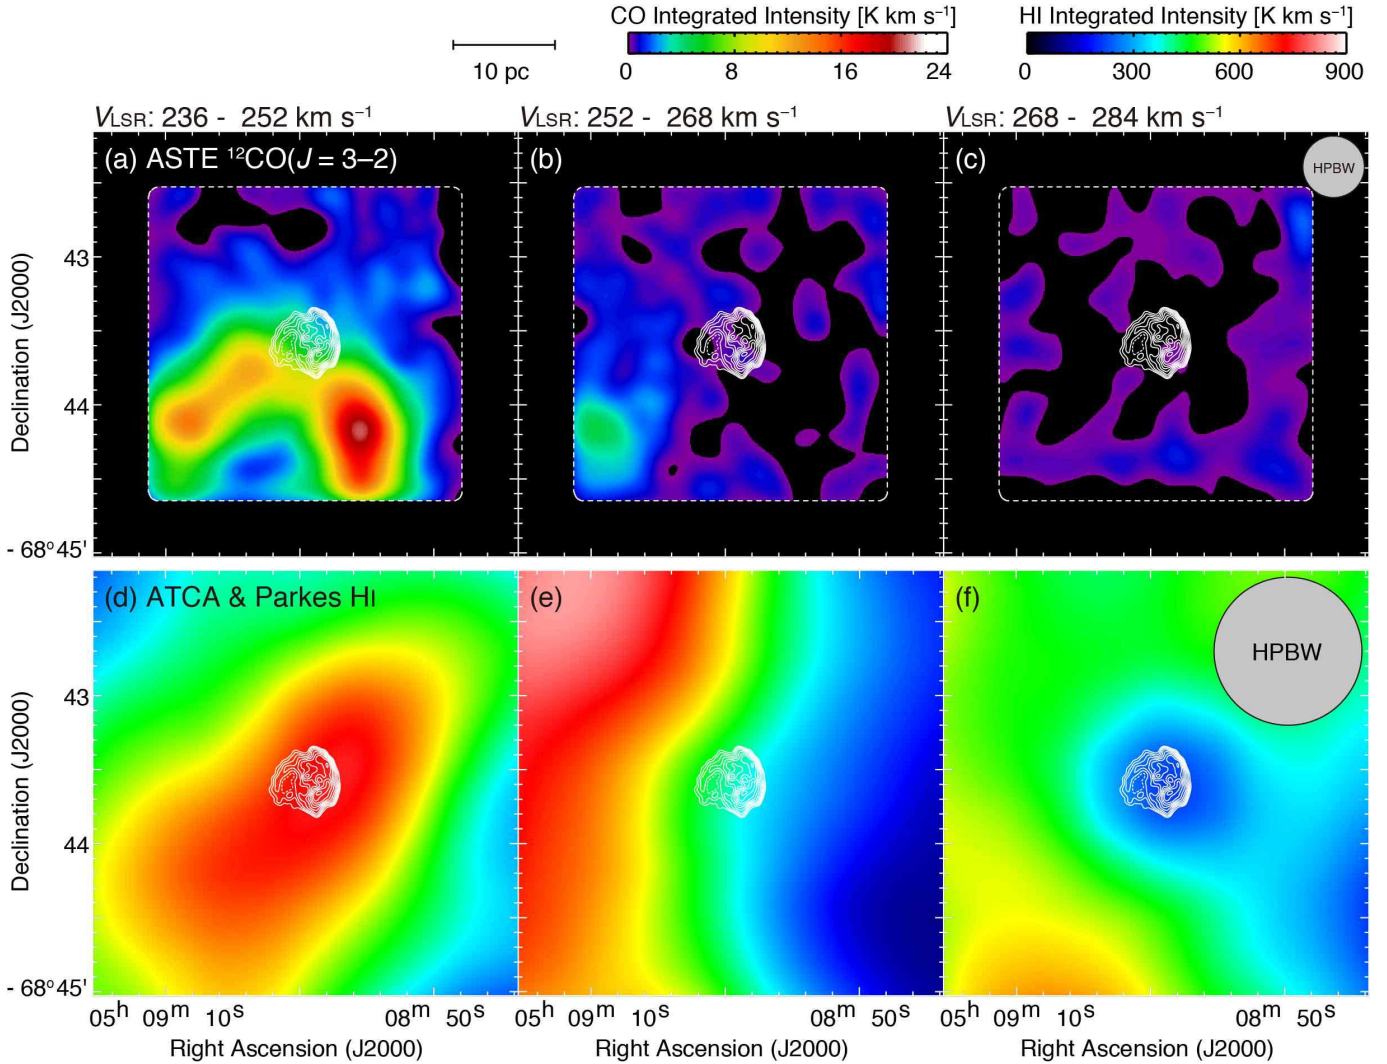 CO Integrated Intensity [K km s⁻¹]
HI Integrated Intensity [K km s⁻¹]
10 pc
0 8 16 24
0 300 600 900
VLSR: 236 - 252 km s⁻¹
VLSR: 252 - 268 km s⁻¹
VLSR: 268 - 284 km s⁻¹
(a) ASTE ¹²CO(J = 3–2)
(b)
(c)
HPBW
Declination (J2000)
43
44
- 68°45'
(d) ATCA & Parkes HI
(e)
(f)
HPBW
Declination (J2000)
43
44
- 68°45'
05ʰ 09ᵐ 10ˢ 08ᵐ 50ˢ
05ʰ 09ᵐ 10ˢ 08ᵐ 50ˢ
05ʰ 09ᵐ 10ˢ 08ᵐ 50ˢ
Right Ascension (J2000)
Right Ascension (J2000)
Right Ascension (J2000)